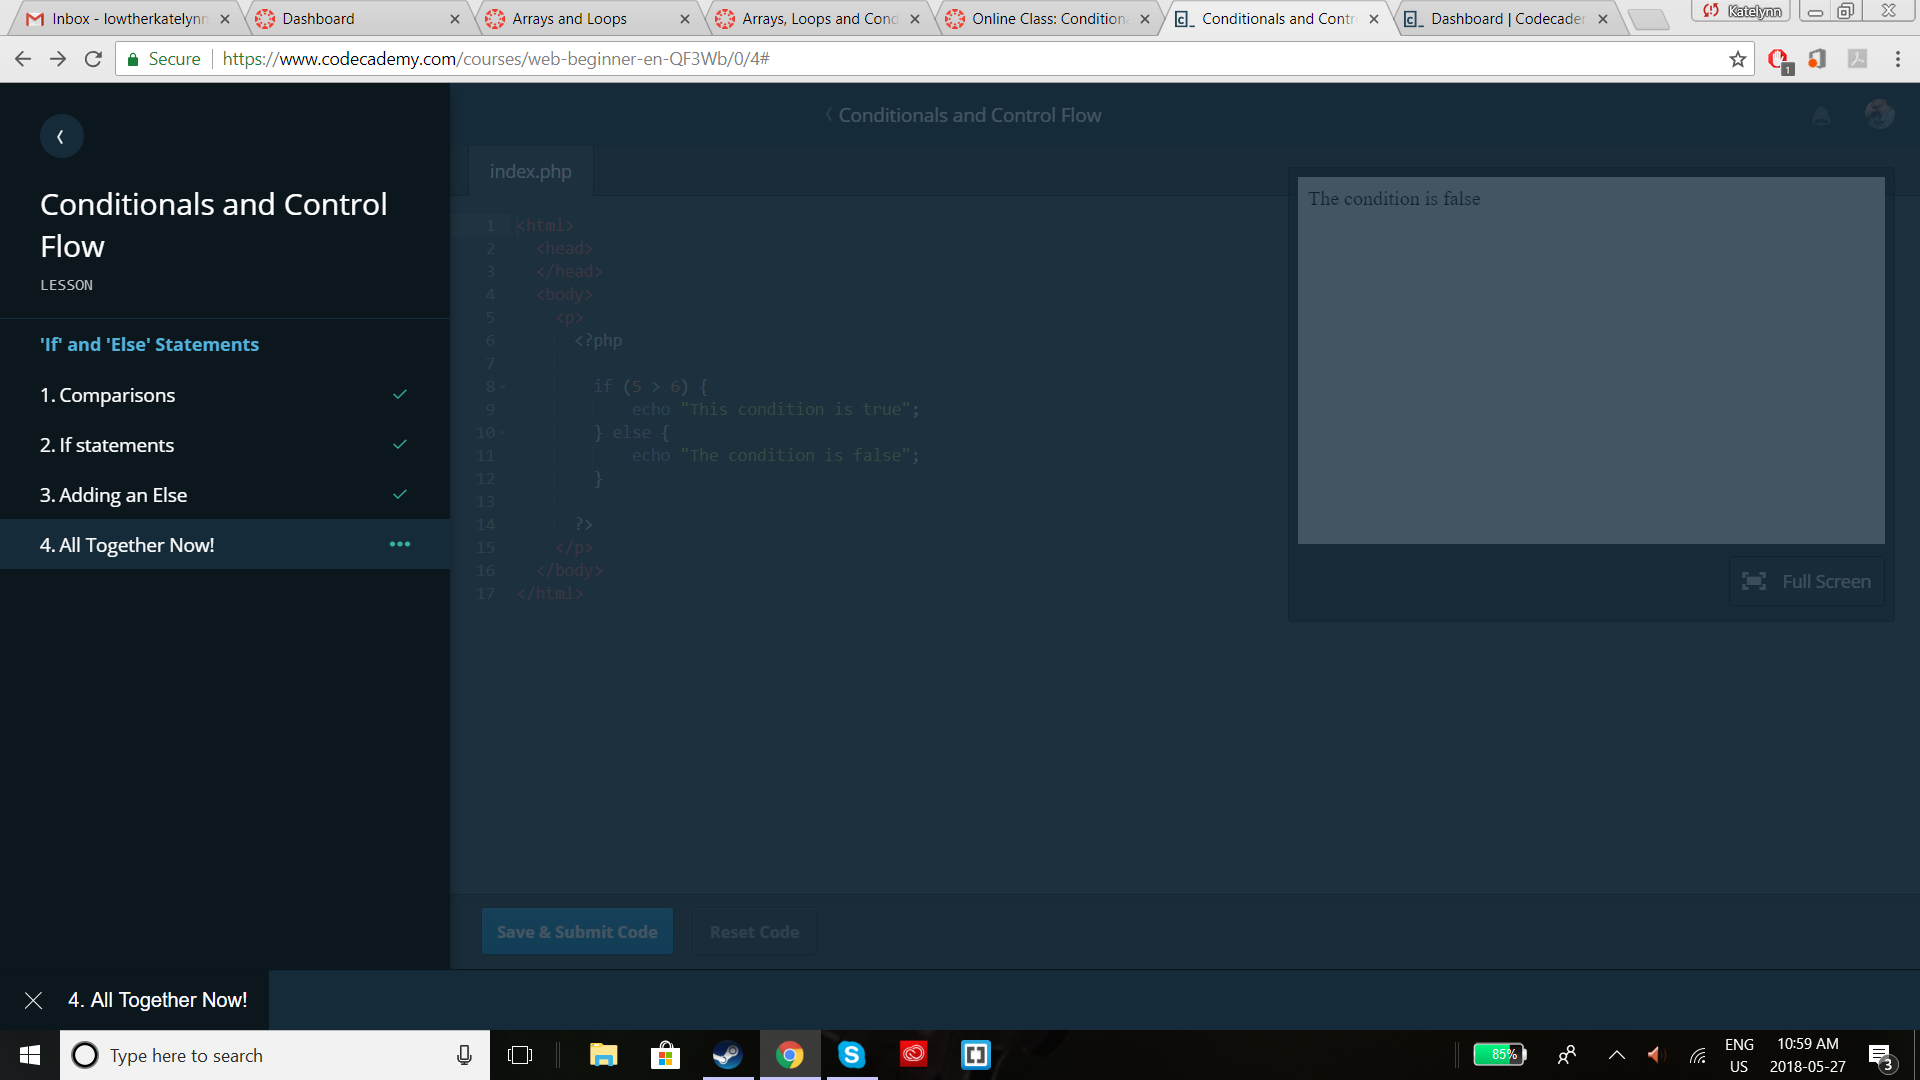 Inbox - lowtherkatelynn
Dashboard
Arrays and Loops
Arrays, Loops and Cond
Online Class: Condition
Conditionals and Contr
Dashboard | Codecader
Katelynn
Secure
https://www.codecademy.com/courses/web-beginner-en-QF3Wb/0/4#
1
Conditionals and Control Flow
LESSON
'If' and 'Else' Statements
1. Comparisons
2. If statements
3. Adding an Else
4. All Together Now!
Conditionals and Control Flow
index.php
1 <html>
2 <head>
3 </head>
4 <body>
5 <p>
6 <?php
7
8 if (5 > 6) {
9 echo "This condition is true";
10 } else {
11 echo "The condition is false";
12 }
13
14 ?>
15 </p>
16 </body>
17 </html>
The condition is false
Full Screen
Save & Submit Code
Reset Code
4. All Together Now!
Type here to search
85%
ENG
US
10:59 AM
2018-05-27
3